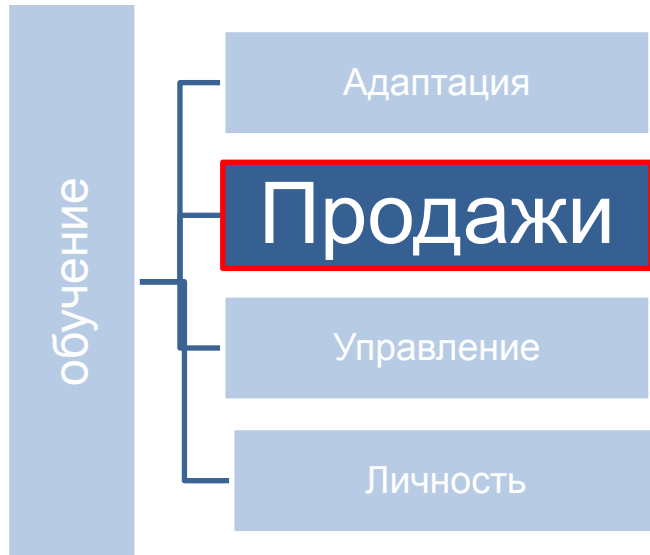 обучение
Адаптация
Продажи
Управление
Личность